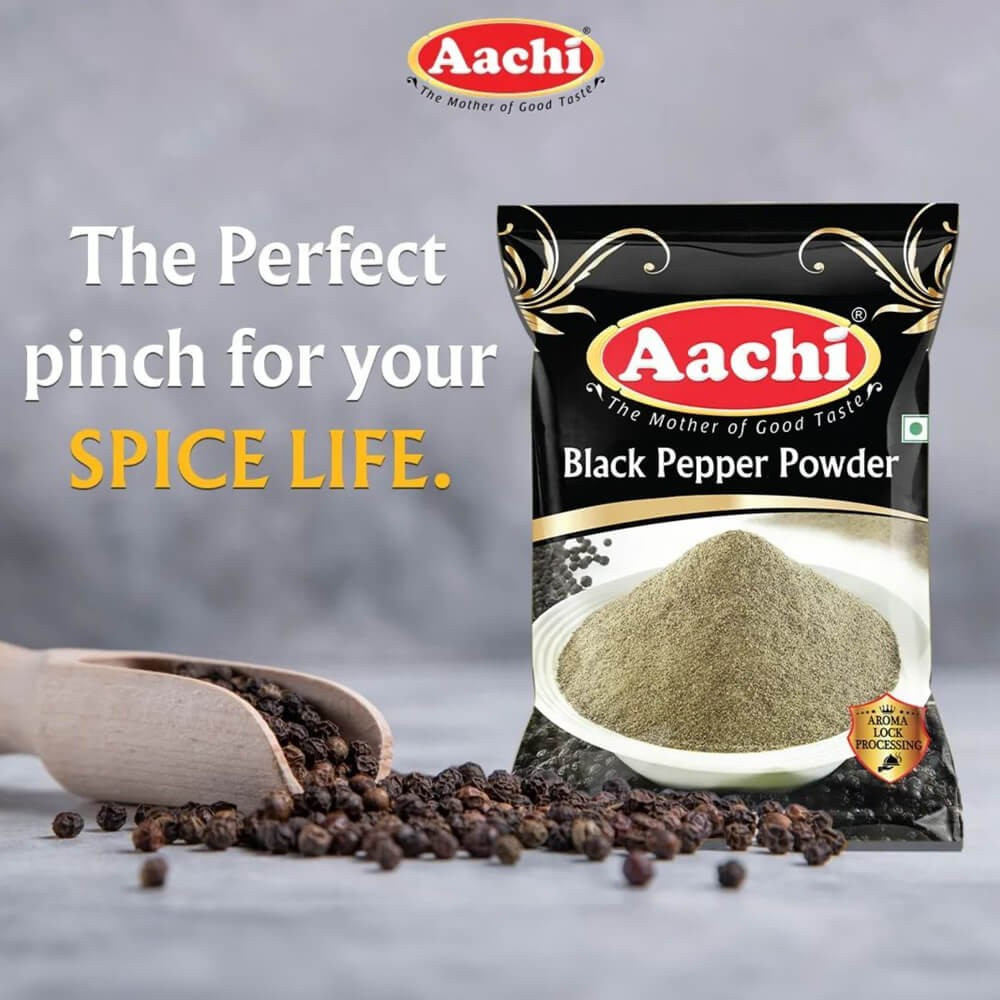 Aachi®
The Mother of Good Taste
The Perfect
pinch for your
SPICE LIFE.
Aachi®
The Mother of Good Taste
Black Pepper Powder
AROMA
LOCK
PROCESSING